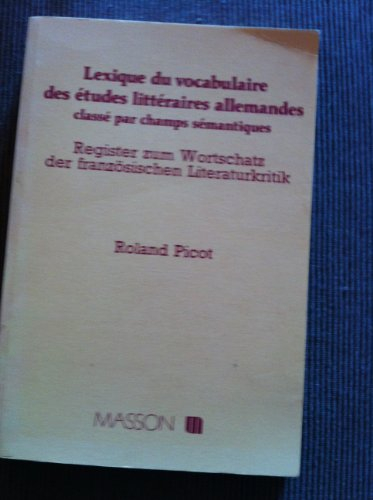 Lexique du vocabulaire
des études littéraires allemandes
classé par champs sémantiques
Register zum Wortschatz
der französischen Literaturkritik
Roland Picot
MASSON